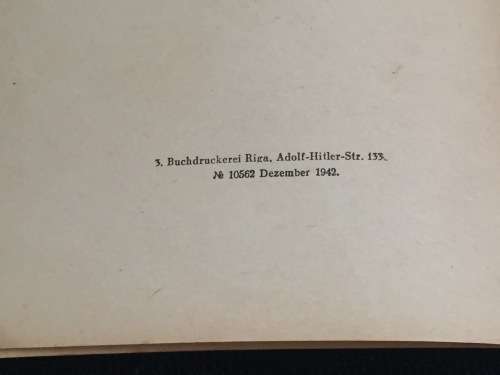 3. Buchdruckerei Riga, Adolf-Hitler-Str. 133.
№ 10562 Dezember 1942.